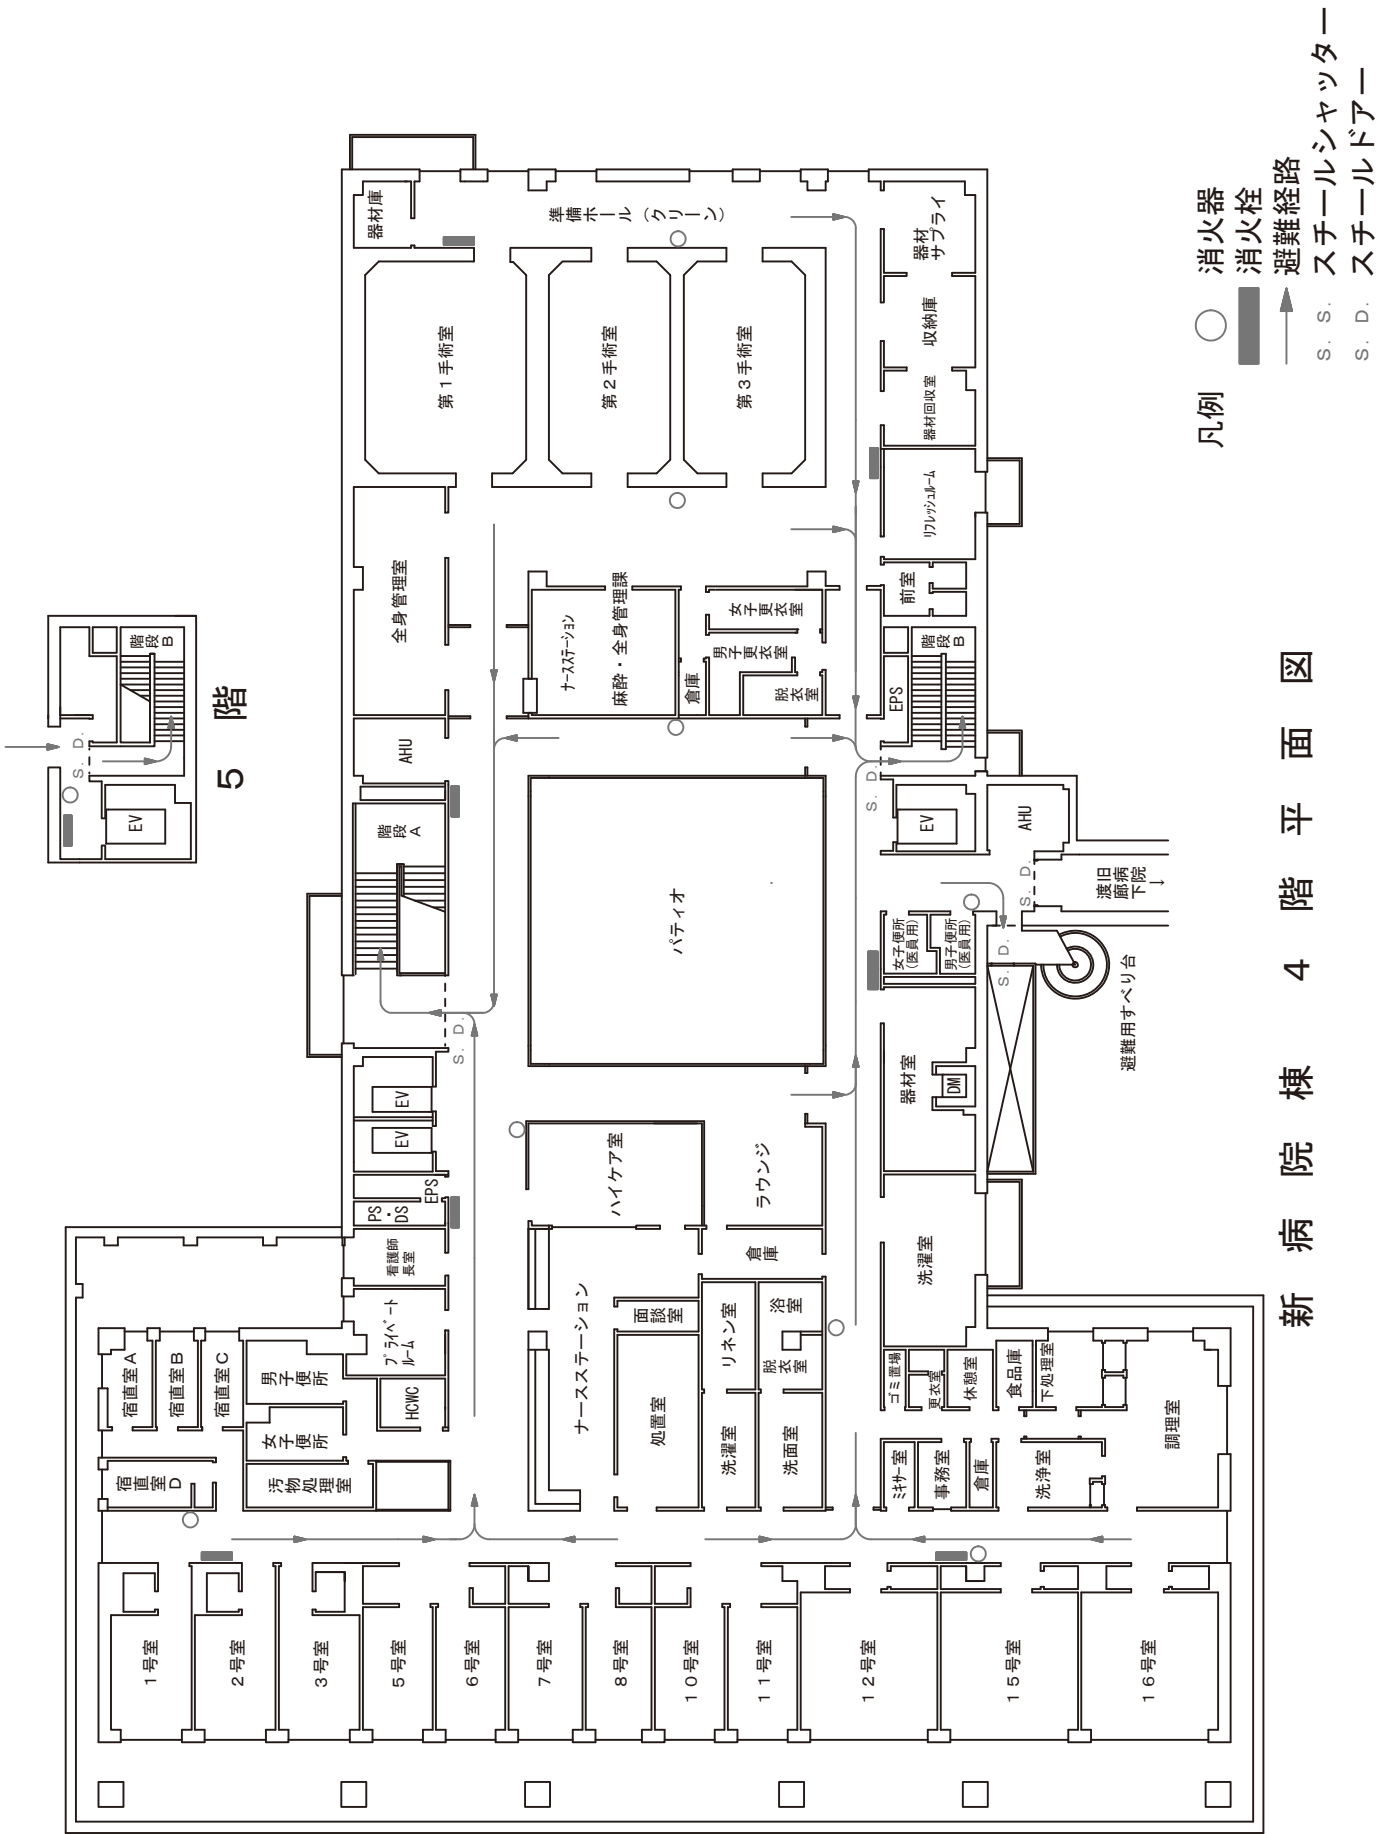 新病院棟 4階平面図
5階
凡例
消火器
消火栓
避難経路
S. S. スチールシャッター
S. D. スチールドアー
S. D.
EV
階段B
器材庫
準備ホール（クリーン）
器材サプライ
第1手術室
第2手術室
第3手術室
収納庫
器材回収室
リフレッシュルーム
全身管理室
ナースステーション
麻酔・全身管理課
女子更衣室
男子更衣室
倉庫
脱衣室
前室
階段B
EPS
AHU
階段A
パティオ
S. D.
EV
AHU
S. D.
渡廊下
旧病院
↓
女子便所
（医員用）
男子便所
（医員用）
S. D.
避難用すべり台
S. D.
EV
EV
EPS
PS・DS
看護師長室
プライベートルーム
HCWC
ハイケア室
ラウンジ
倉庫
器材室
DM
洗濯室
ナースステーション
面談室
処置室
リネン室
浴室
脱衣室
洗濯室
洗面室
宿直室A
宿直室B
宿直室C
宿直室D
男子便所
女子便所
汚物処理室
ゴミ置場
更衣室
休憩室
食品庫
下処理室
ミキサー室
事務室
倉庫
洗浄室
調理室
1号室
2号室
3号室
5号室
6号室
7号室
8号室
10号室
11号室
12号室
15号室
16号室